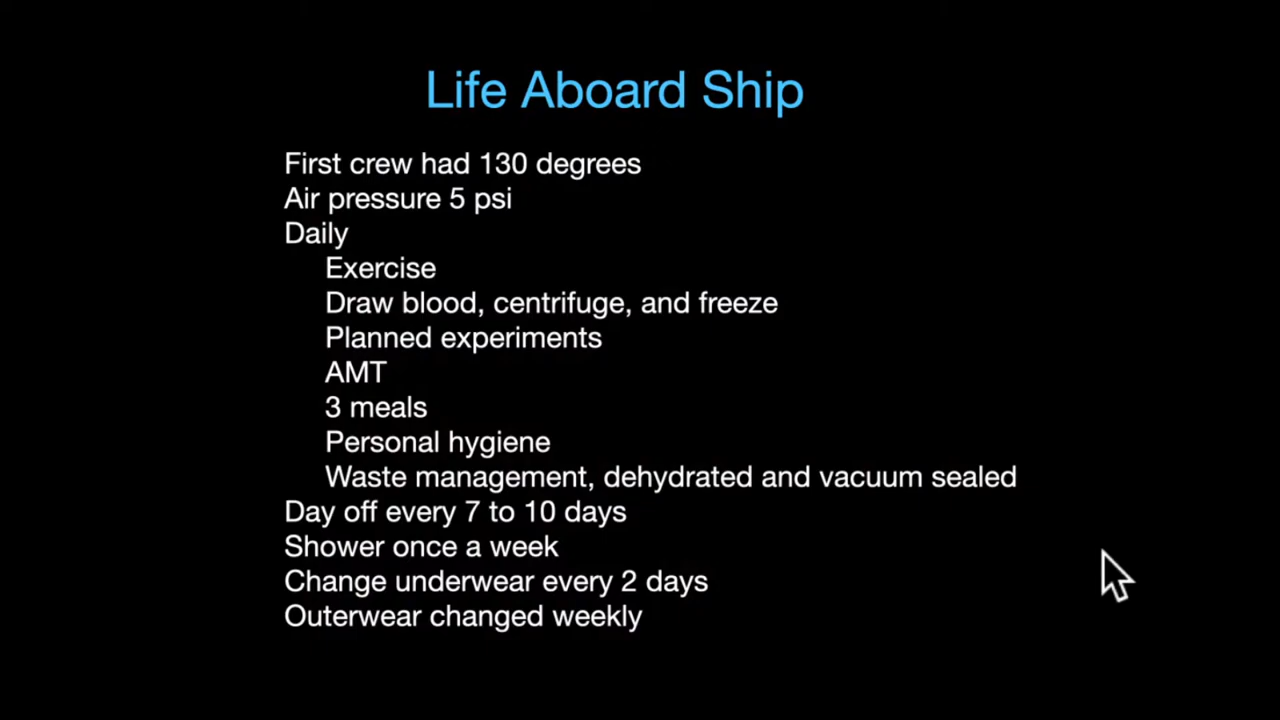 Life Aboard Ship
First crew had 130 degrees
Air pressure 5 psi
Daily
Exercise
Draw blood, centrifuge, and freeze
Planned experiments
AMT
3 meals
Personal hygiene
Waste management, dehydrated and vacuum sealed
Day off every 7 to 10 days
Shower once a week
Change underwear every 2 days
Outerwear changed weekly